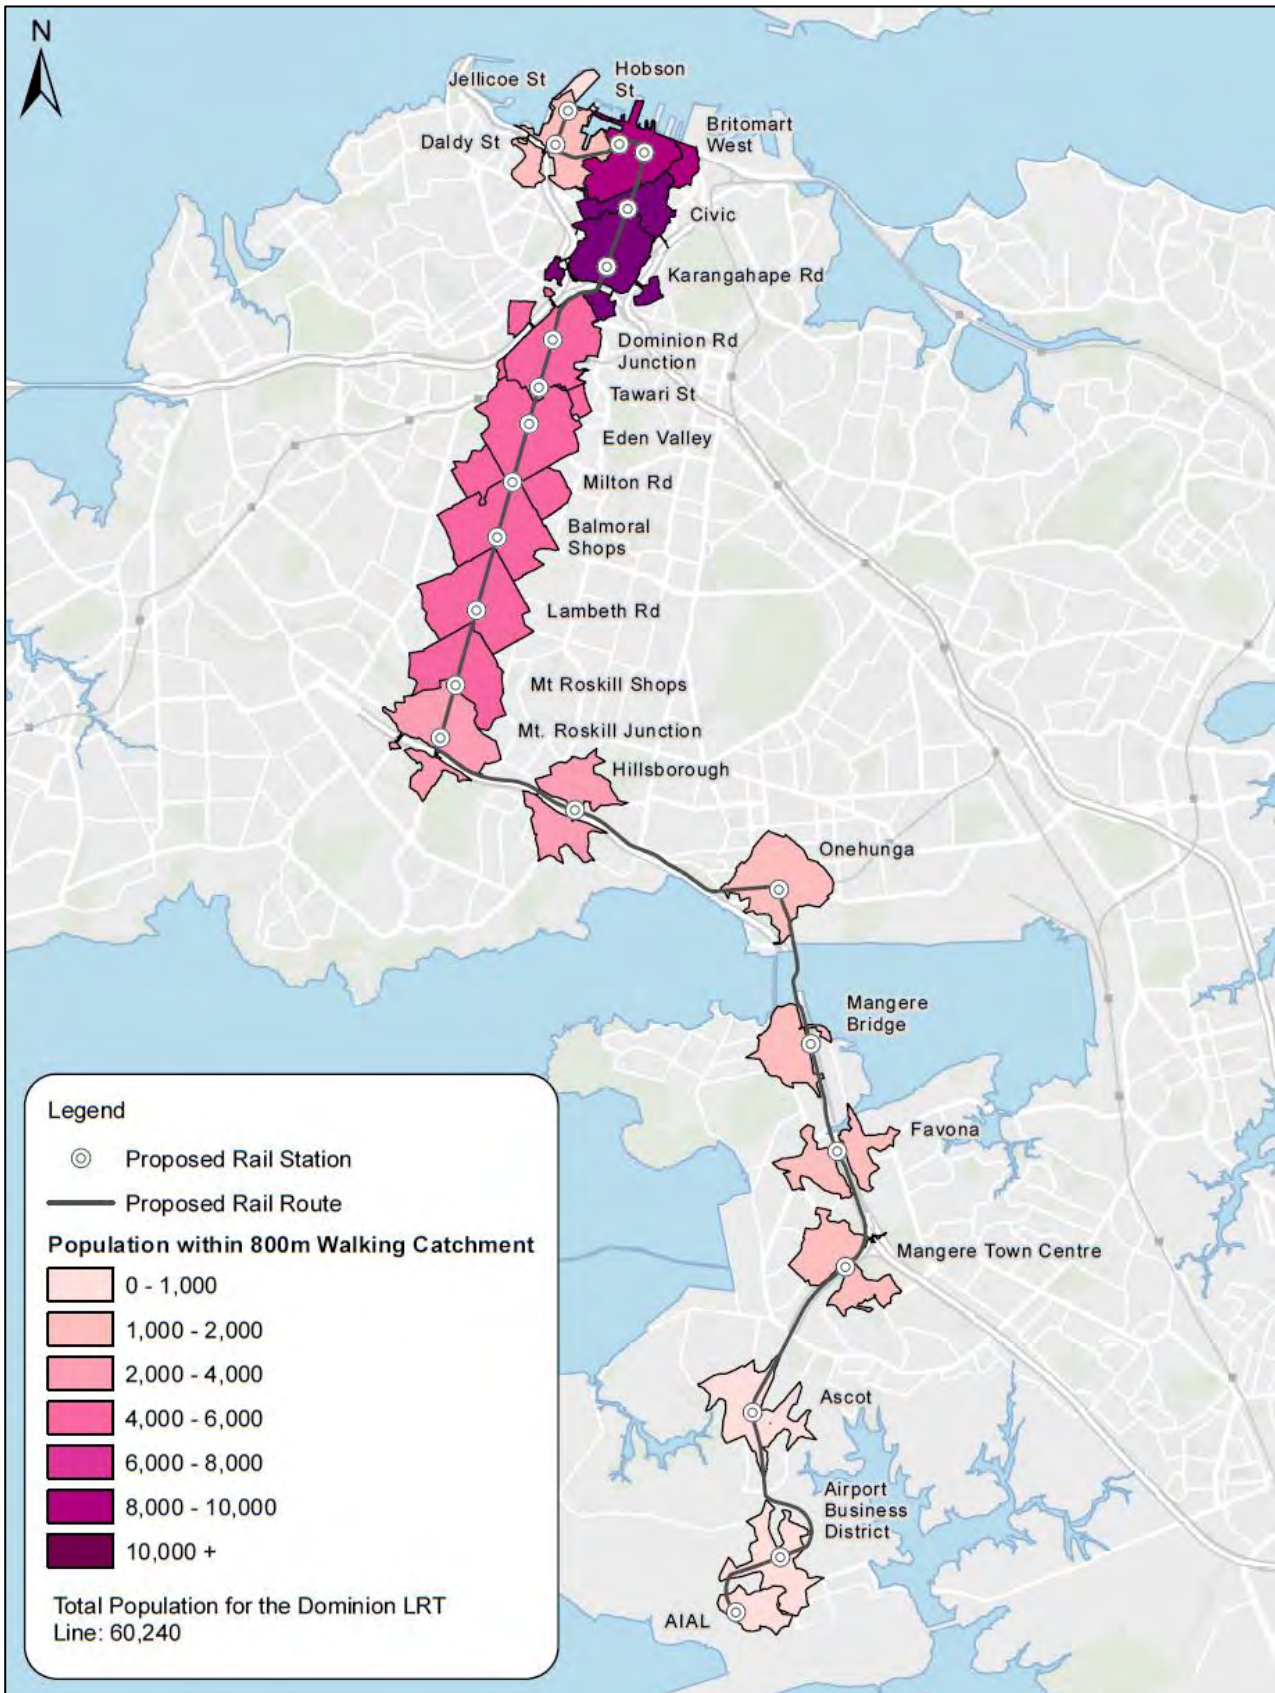 N
Jellicoe St
Hobson
St
Daldy St
Britomart
West
Civic
Karangahape Rd
Dominion Rd
Junction
Tawari St
Eden Valley
Milton Rd
Balmoral
Shops
Lambeth Rd
Mt Roskill Shops
Mt. Roskill Junction
Hillsborough
Onehunga
Mangere
Bridge
Favona
Mangere Town Centre
Ascot
Airport
Business
District
AIAL
Legend
Proposed Rail Station
Proposed Rail Route
Population within 800m Walking Catchment
0 - 1,000
1,000 - 2,000
2,000 - 4,000
4,000 - 6,000
6,000 - 8,000
8,000 - 10,000
10,000 +
Total Population for the Dominion LRT
Line: 60,240